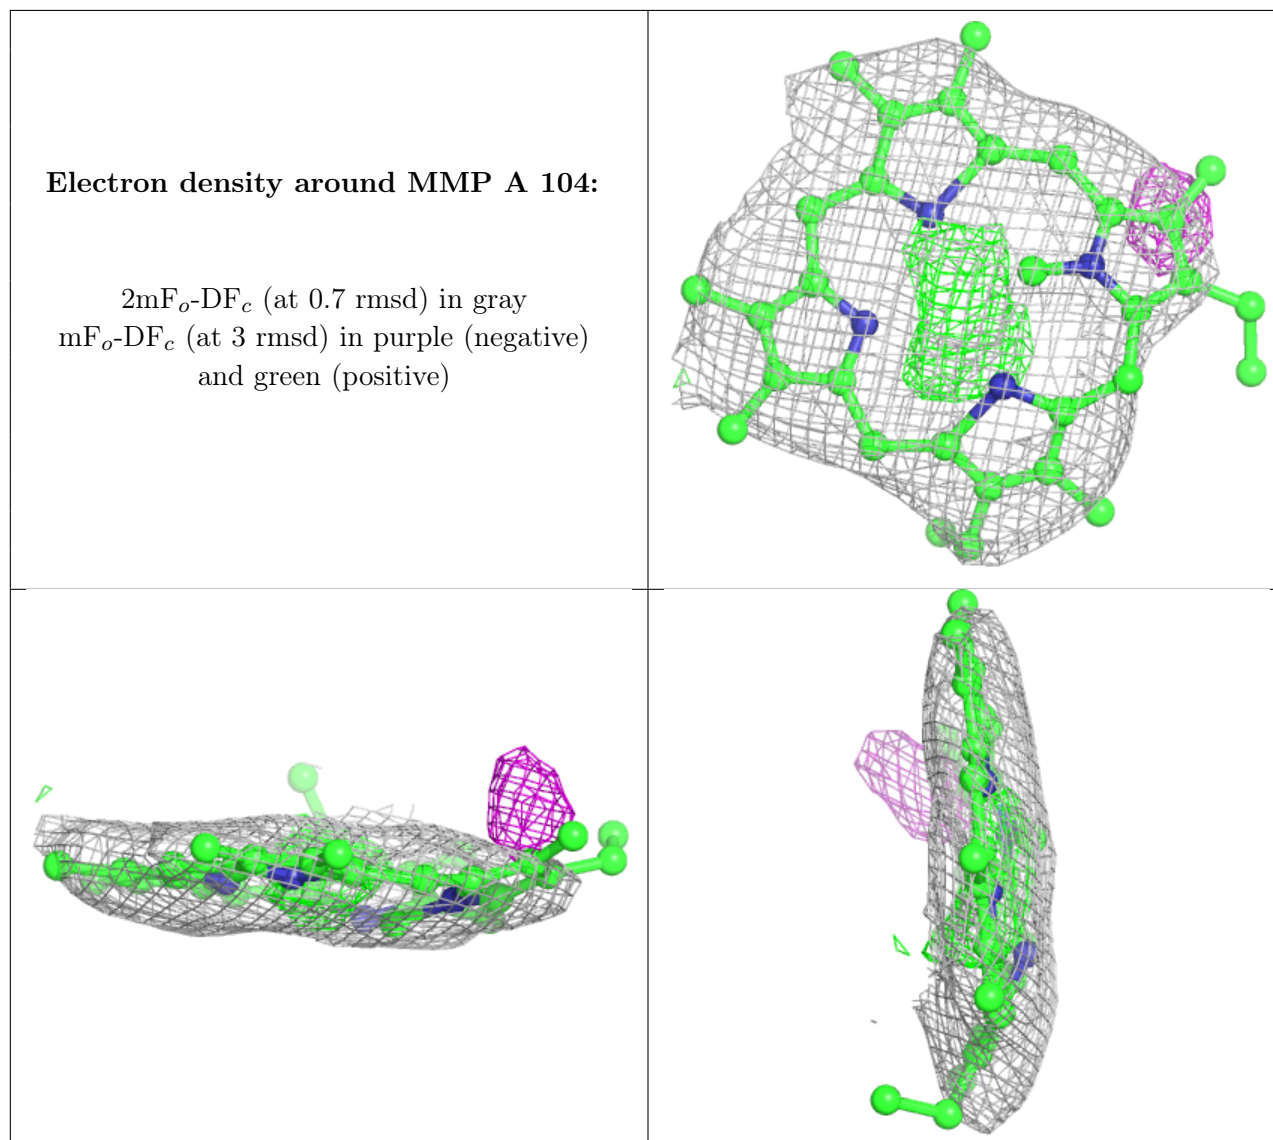 Electron density around MMP A 104:
2mFo-DFc (at 0.7 rmsd) in gray
mFo-DFc (at 3 rmsd) in purple (negative)
and green (positive)